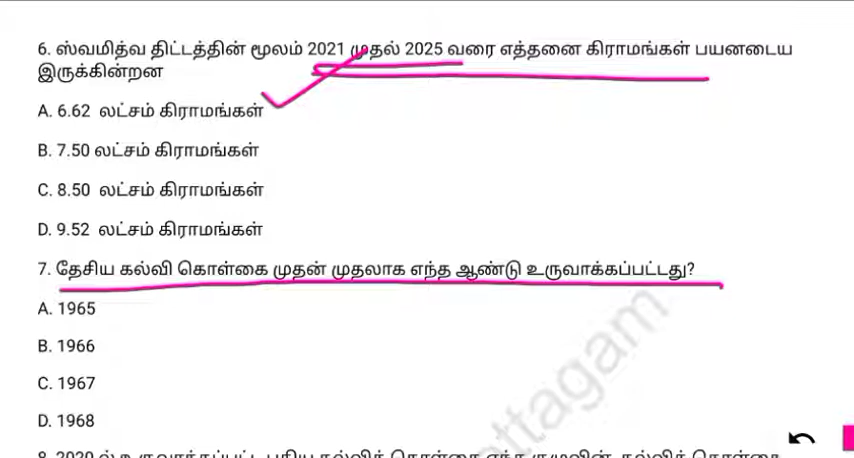 6. ஸ்வமித்வ திட்டத்தின் மூலம் 2021 முதல் 2025 வரை எத்தனை கிராமங்கள் பயனடைய
இருக்கின்றன
A. 6.62 லட்சம் கிராமங்கள்
B. 7.50 லட்சம் கிராமங்கள்
C. 8.50 லட்சம் கிராமங்கள்
D. 9.52 லட்சம் கிராமங்கள்
7. தேசிய கல்வி கொள்கை முதன் முதலாக எந்த ஆண்டு உருவாக்கப்பட்டது?
A. 1965
B. 1966
C. 1967
D. 1968
ttagam